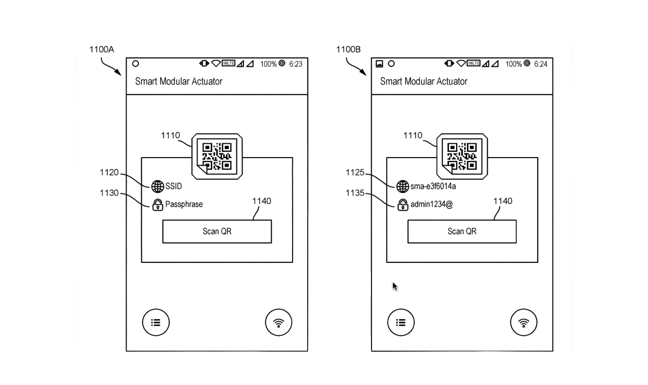 1100A
100% 6:23
Smart Modular Actuator
1110
1120
SSID
1130
Passphrase
1140
Scan QR
1100B
100% 6:24
Smart Modular Actuator
1110
1125
sma-e3f6014a
1135
admin1234@
1140
Scan QR